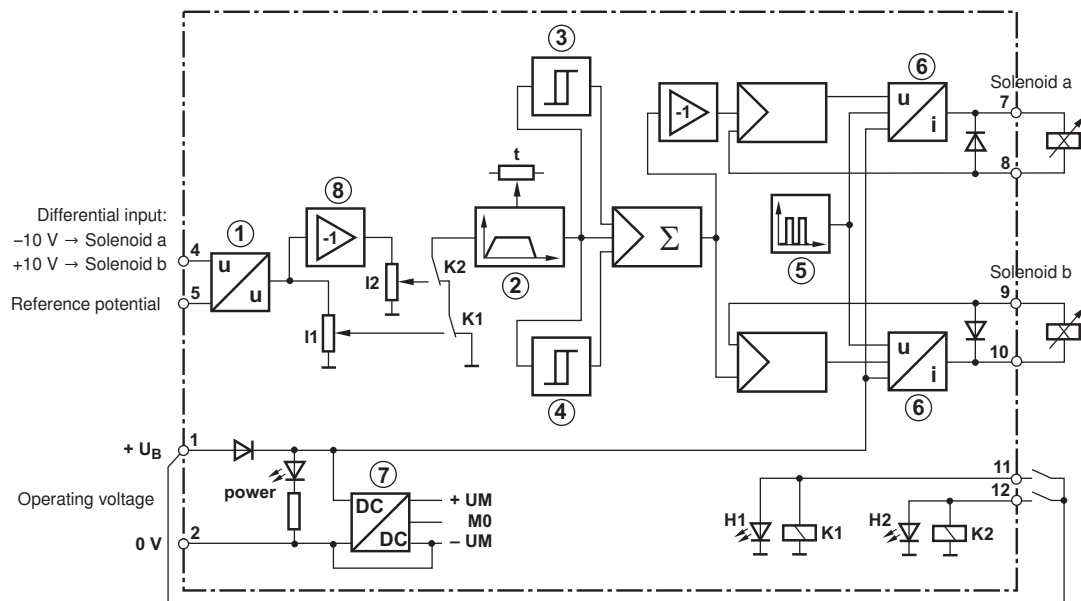 3
6
Solenoid a
7
u
-1
i
t
8
8
Differential input:
–10 V → Solenoid a
1
+10 V → Solenoid b
4
-1
Σ
5
Solenoid b
u
K2
2
9
Reference potential
5
u
I2
K1
I1
u
10
i
4
6
+ UB
1
7
11
power
DC
+ UM
12
Operating voltage
M0
H1
H2
0 V
2
DC
– UM
K1
K2